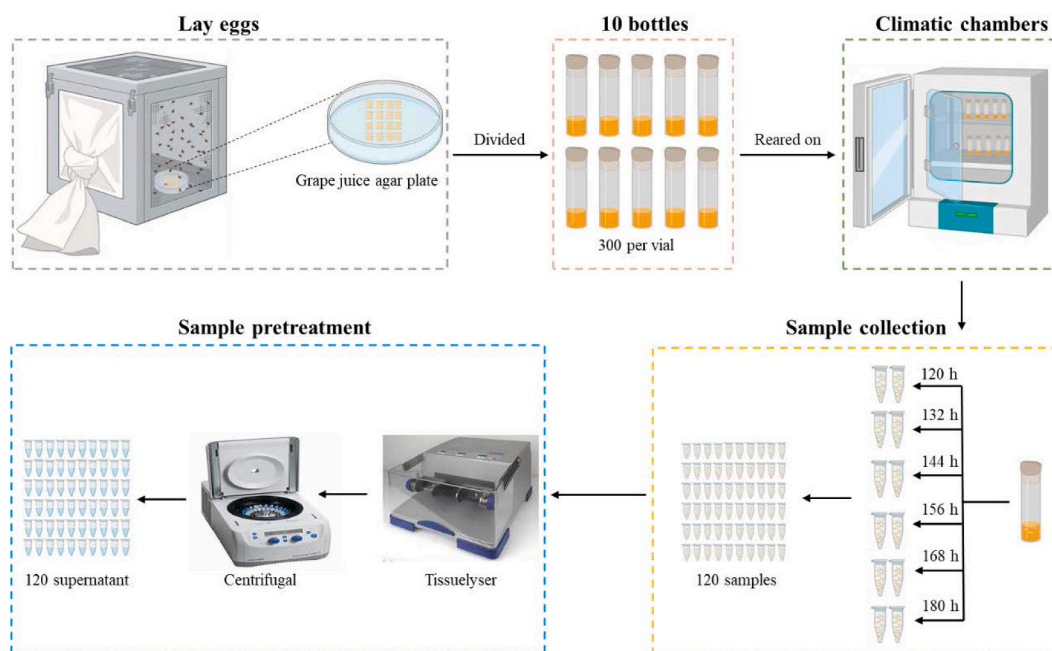 Lay eggs
10 bottles
Climatic chambers
Grape juice agar plate
Divided
300 per vial
Reared on
Sample pretreatment
Sample collection
120 h
132 h
144 h
156 h
168 h
180 h
120 supernatant
Centrifugal
Tissuelyser
120 samples